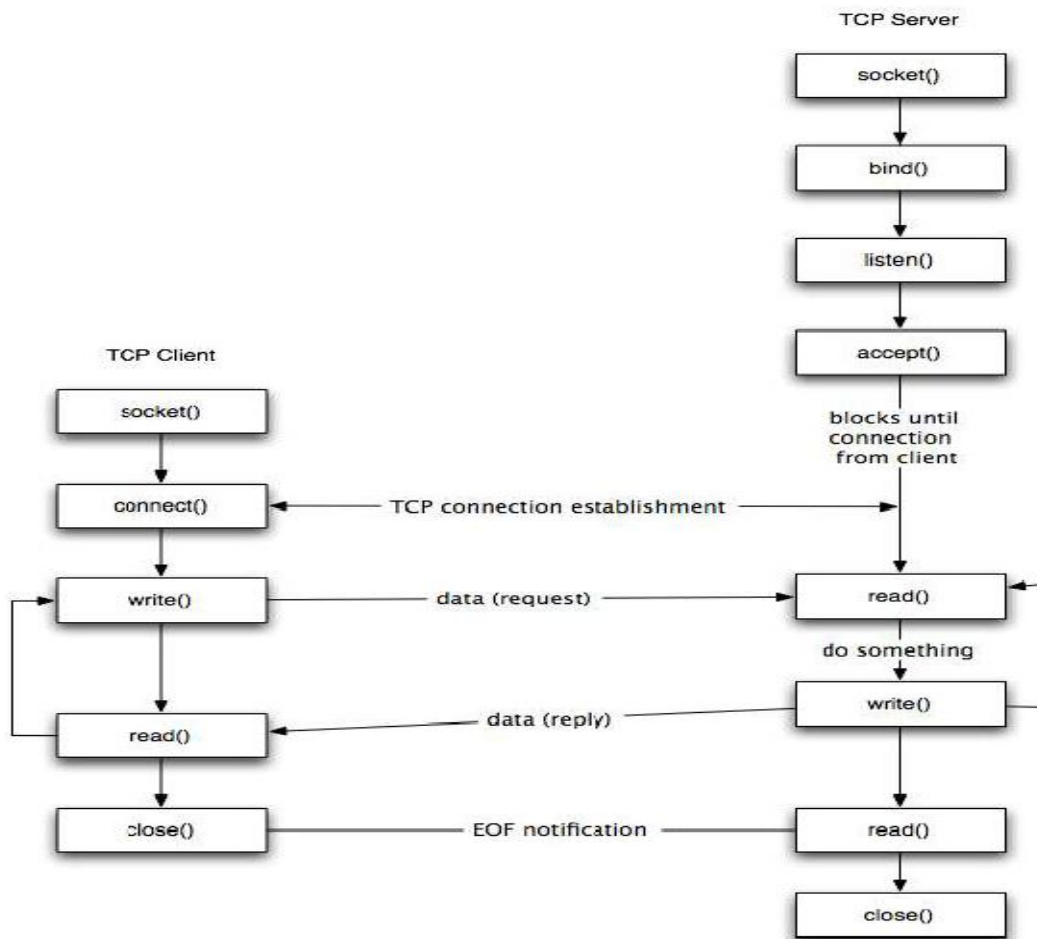 TCP Server
socket()
bind()
listen()
accept()
blocks until
connection
from client
TCP Client
socket()
connect()
TCP connection establishment
write()
data (request)
read()
do something
write()
data (reply)
read()
close()
EOF notification
read()
close()